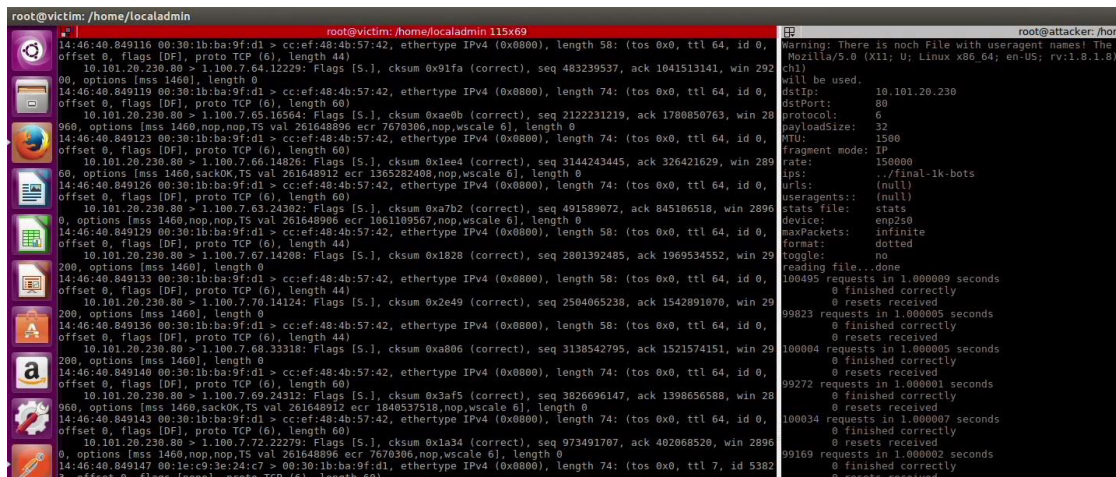 root@victim: /home/localadmin
root@victim: /home/localadmin 115x69
14:46:40.849116 00:30:1b:ba:9f:d1 > cc:ef:48:4b:57:42, ethertype IPv4 (0x0800), length 58: (tos 0x0, ttl 64, id 0,
offset 0, flags [DF], proto TCP (6), length 44)
10.101.20.230.80 > 1.100.7.64.12229: Flags [S.], cksum 0x91fa (correct), seq 483239537, ack 1041513141, win 292
00, options [mss 1460], length 0
14:46:40.849119 00:30:1b:ba:9f:d1 > cc:ef:48:4b:57:42, ethertype IPv4 (0x0800), length 74: (tos 0x0, ttl 64, id 0,
offset 0, flags [DF], proto TCP (6), length 60)
10.101.20.230.80 > 1.100.7.65.16564: Flags [S.], cksum 0xae0b (correct), seq 2122231219, ack 1780850763, win 28
960, options [mss 1460,nop,nop,TS val 261648896 ecr 7670306,nop,wscale 6], length 0
14:46:40.849123 00:30:1b:ba:9f:d1 > cc:ef:48:4b:57:42, ethertype IPv4 (0x0800), length 74: (tos 0x0, ttl 64, id 0,
offset 0, flags [DF], proto TCP (6), length 60)
10.101.20.230.80 > 1.100.7.66.14826: Flags [S.], cksum 0x1ee4 (correct), seq 3144243445, ack 326421629, win 289
60, options [mss 1460,sackOK,TS val 261648912 ecr 1365282408,nop,wscale 6], length 0
14:46:40.849126 00:30:1b:ba:9f:d1 > cc:ef:48:4b:57:42, ethertype IPv4 (0x0800), length 74: (tos 0x0, ttl 64, id 0,
offset 0, flags [DF], proto TCP (6), length 60)
10.101.20.230.80 > 1.100.7.63.24302: Flags [S.], cksum 0xa7b2 (correct), seq 491589072, ack 845106518, win 2896
0, options [mss 1460,nop,nop,TS val 261648906 ecr 1061109567,nop,wscale 6], length 0
14:46:40.849129 00:30:1b:ba:9f:d1 > cc:ef:48:4b:57:42, ethertype IPv4 (0x0800), length 58: (tos 0x0, ttl 64, id 0,
offset 0, flags [DF], proto TCP (6), length 44)
10.101.20.230.80 > 1.100.7.67.14208: Flags [S.], cksum 0x1828 (correct), seq 2801392485, ack 1969534552, win 29
200, options [mss 1460], length 0
14:46:40.849133 00:30:1b:ba:9f:d1 > cc:ef:48:4b:57:42, ethertype IPv4 (0x0800), length 58: (tos 0x0, ttl 64, id 0,
offset 0, flags [DF], proto TCP (6), length 44)
10.101.20.230.80 > 1.100.7.70.14124: Flags [S.], cksum 0x2e49 (correct), seq 2504065238, ack 1542891070, win 29
200, options [mss 1460], length 0
14:46:40.849136 00:30:1b:ba:9f:d1 > cc:ef:48:4b:57:42, ethertype IPv4 (0x0800), length 58: (tos 0x0, ttl 64, id 0,
offset 0, flags [DF], proto TCP (6), length 44)
10.101.20.230.80 > 1.100.7.68.33318: Flags [S.], cksum 0xa806 (correct), seq 3138542795, ack 1521574151, win 29
200, options [mss 1460], length 0
14:46:40.849140 00:30:1b:ba:9f:d1 > cc:ef:48:4b:57:42, ethertype IPv4 (0x0800), length 74: (tos 0x0, ttl 64, id 0,
offset 0, flags [DF], proto TCP (6), length 60)
10.101.20.230.80 > 1.100.7.69.24312: Flags [S.], cksum 0x3af5 (correct), seq 3826696147, ack 1398656588, win 28
960, options [mss 1460,sackOK,TS val 261648912 ecr 1840537518,nop,wscale 6], length 0
14:46:40.849143 00:30:1b:ba:9f:d1 > cc:ef:48:4b:57:42, ethertype IPv4 (0x0800), length 74: (tos 0x0, ttl 64, id 0,
offset 0, flags [DF], proto TCP (6), length 60)
10.101.20.230.80 > 1.100.7.72.22279: Flags [S.], cksum 0x1a34 (correct), seq 973491707, ack 402068520, win 2896
0, options [mss 1460,nop,nop,TS val 261648896 ecr 7670306,nop,wscale 6], length 0
14:46:40.849147 00:1e:c9:3e:24:c7 > 00:30:1b:ba:9f:d1, ethertype IPv4 (0x0800), length 74: (tos 0x0, ttl 7, id 5382
root@attacker: /hor
Warning: There is noch File with useragent names! The
Mozilla/5.0 (X11; U; Linux x86_64; en-US; rv:1.8.1.8)
ch1)
will be used.
dstIp: 10.101.20.230
dstPort: 80
protocol: 6
payloadSize: 32
MTU: 1500
fragment mode: IP
rate: 150000
ips: ../final-1k-bots
urls: (null)
useragents:: (null)
stats file: stats
device: enp2s0
maxPackets: infinite
format: dotted
toggle: no
reading file...done
100495 requests in 1.000009 seconds
0 finished correctly
0 resets received
99823 requests in 1.000005 seconds
0 finished correctly
0 resets received
100004 requests in 1.000005 seconds
0 finished correctly
0 resets received
99272 requests in 1.000001 seconds
0 finished correctly
0 resets received
100034 requests in 1.000007 seconds
0 finished correctly
0 resets received
99169 requests in 1.000002 seconds
0 finished correctly